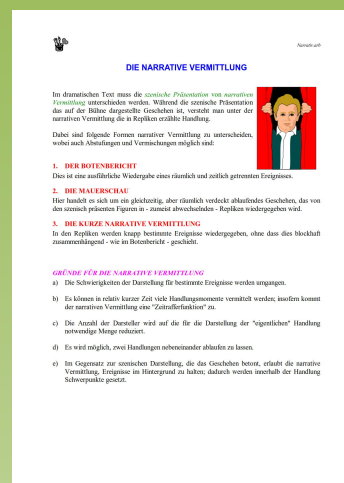 Narrativ.arb
DIE NARRATIVE VERMITTLUNG
Im dramatischen Text muss die szenische Präsentation von narrativen
Vermittlung unterschieden werden. Während die szenische Präsentation
das auf der Bühne dargestellte Geschehen ist, versteht man unter der
narrativen Vermittlung die in Repliken erzählte Handlung.
Dabei sind folgende Formen narrativer Vermittlung zu unterscheiden,
wobei auch Abstufungen und Vermischungen möglich sind:
1. DER BOTENBERICHT
Dies ist eine ausführliche Wiedergabe eines räumlich und zeitlich getrennten Ereignisses.
2. DIE MAUERSCHAU
Hier handelt es sich um ein gleichzeitig, aber räumlich verdeckt ablaufendes Geschehen, das von
den szenisch präsenten Figuren in - zumeist abwechselnden - Repliken wiedergegeben wird.
3. DIE KURZE NARRATIVE VERMITTLUNG
In den Repliken werden knapp bestimmte Ereignisse wiedergegeben, ohne dass dies blockhaft
zusammenhängend - wie im Botenbericht - geschieht.
GRÜNDE FÜR DIE NARRATIVE VERMITTLUNG
a) Die Schwierigkeiten der Darstellung für bestimmte Ereignisse werden umgangen.
b) Es können in relativ kurzer Zeit viele Handlungsmomente vermittelt werden; insofern kommt
der narrativen Vermittlung eine "Zeitrafferfunktion" zu.
c) Die Anzahl der Darsteller wird auf die für die Darstellung der "eigentlichen" Handlung
notwendige Menge reduziert.
d) Es wird möglich, zwei Handlungen nebeneinander ablaufen zu lassen.
e) Im Gegensatz zur szenischen Darstellung, die das Geschehen betont, erlaubt die narrative
Vermittlung, Ereignisse im Hintergrund zu halten; dadurch werden innerhalb der Handlung
Schwerpunkte gesetzt.